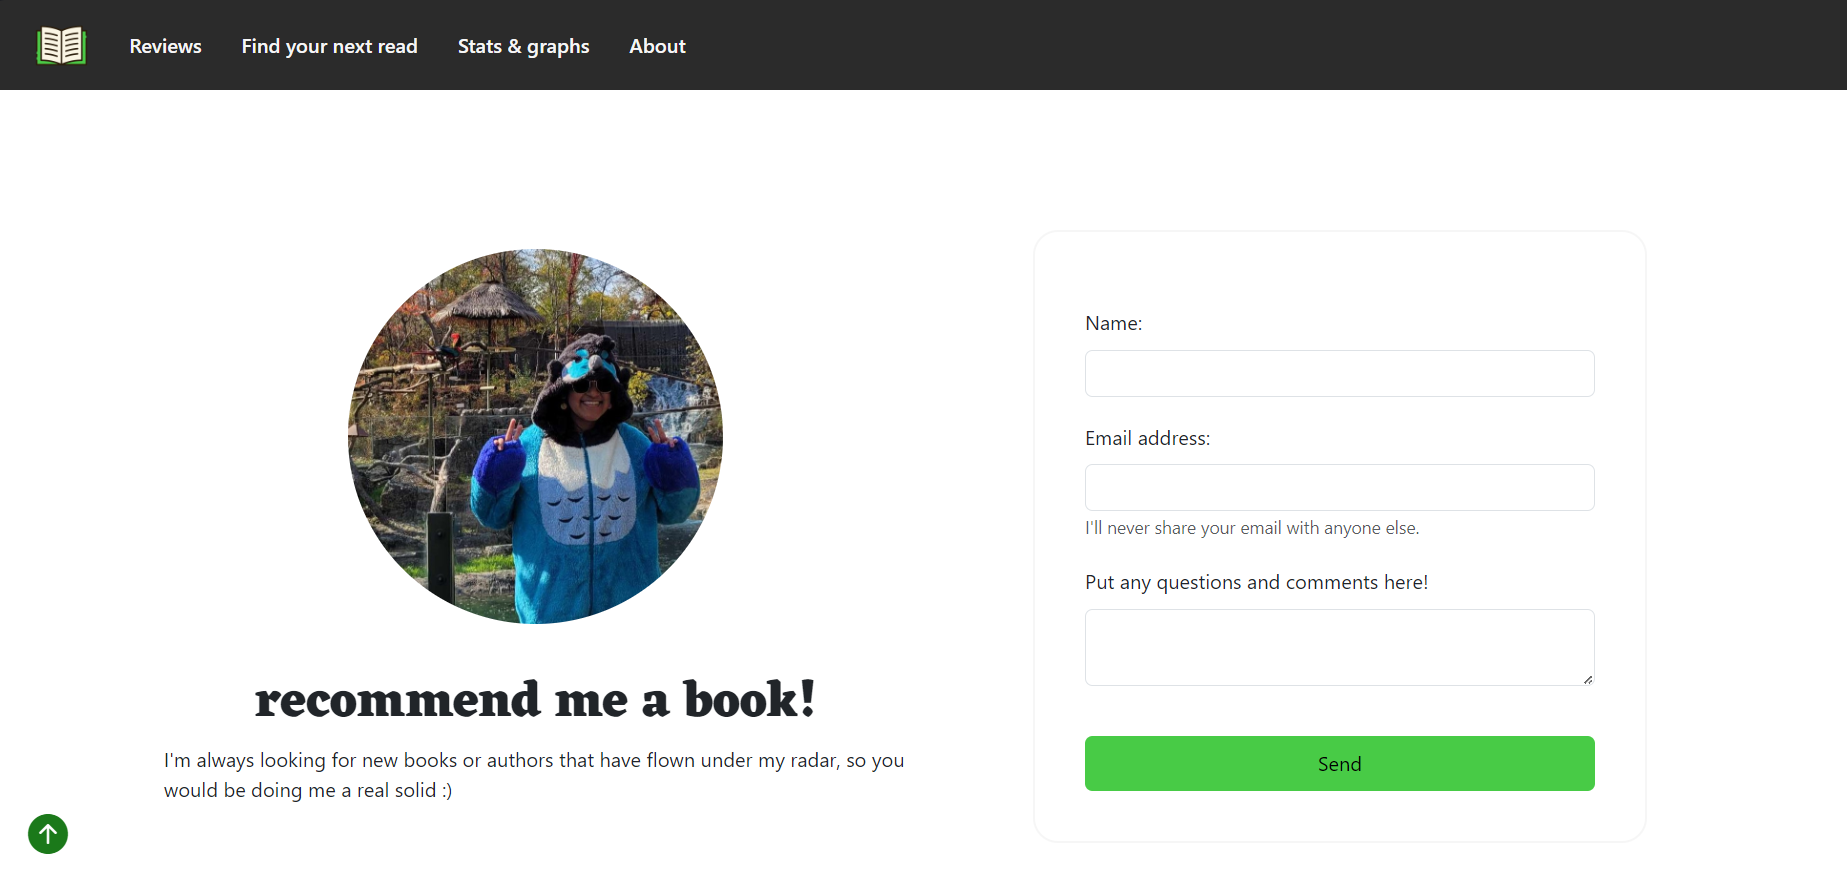 Reviews
Find your next read
Stats & graphs
About
recommend me a book!
I'm always looking for new books or authors that have flown under my radar, so you
would be doing me a real solid :)
Name:
Email address:
I'll never share your email with anyone else.
Put any questions and comments here!
Send